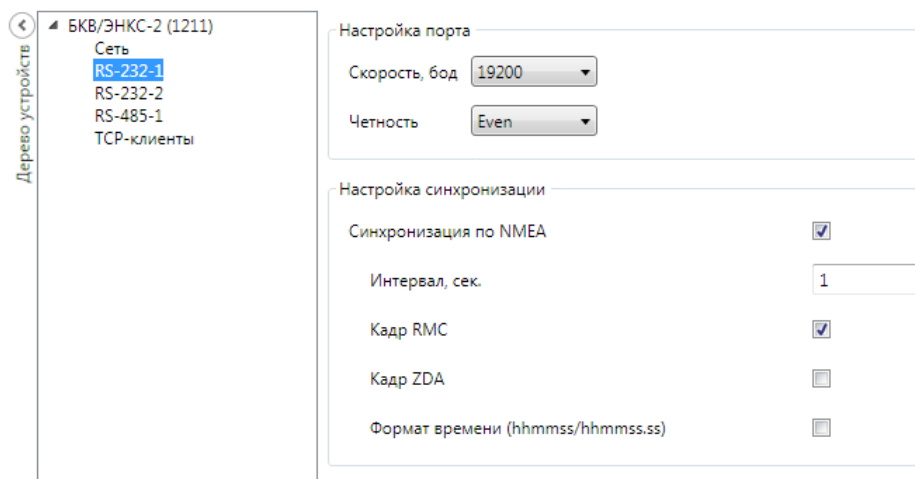 Дерево устройств
БКВ/ЭНКС-2 (1211)
Сеть
RS-232-1
RS-232-2
RS-485-1
TCP-клиенты
Настройка порта
Скорость, бод 19200
Четность Even
Настройка синхронизации
Синхронизация по NMEA
Интервал, сек. 1
Кадр RMC
Кадр ZDA
Формат времени (hhmmss/hhmmss.ss)